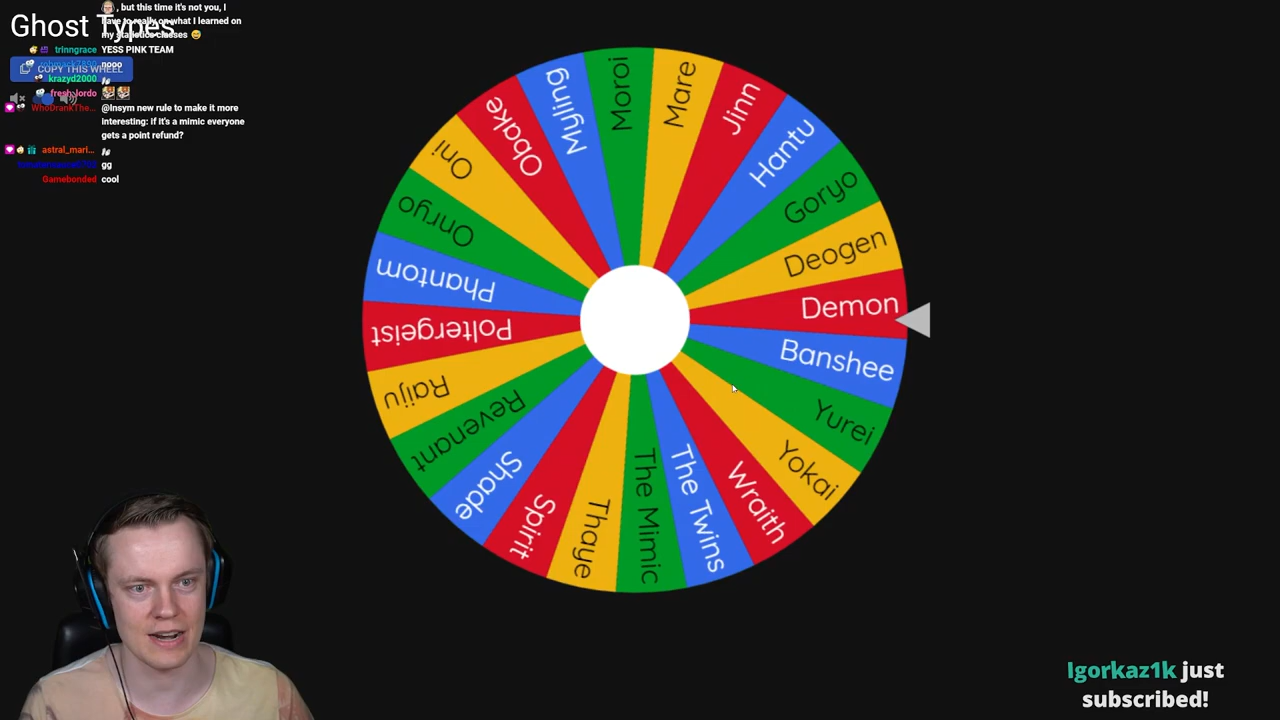 Ghost Types
, but this time it's not you, I
have to really on what I learned on
my statistics classes
trinngrace YESS PINK TEAM
nooo
COPY THIS WHEEL
krazyd2000
fresh_lordo
WhoDrankThe... @Insym new rule to make it more
interesting: if it's a mimic everyone
gets a point refund?
astral_mari...
gg
Gamebonded cool
Moroi
Mare
Jinn
Hantu
Goryo
Deogen
Demon
Banshee
Yurei
Yokai
Wraith
The Twins
The Mimic
Thaye
Spirit
Shade
Revenant
Raiju
Poltergeist
Phantom
Onryo
Oni
Obake
Myling
Igorkaz1k just
subscribed!